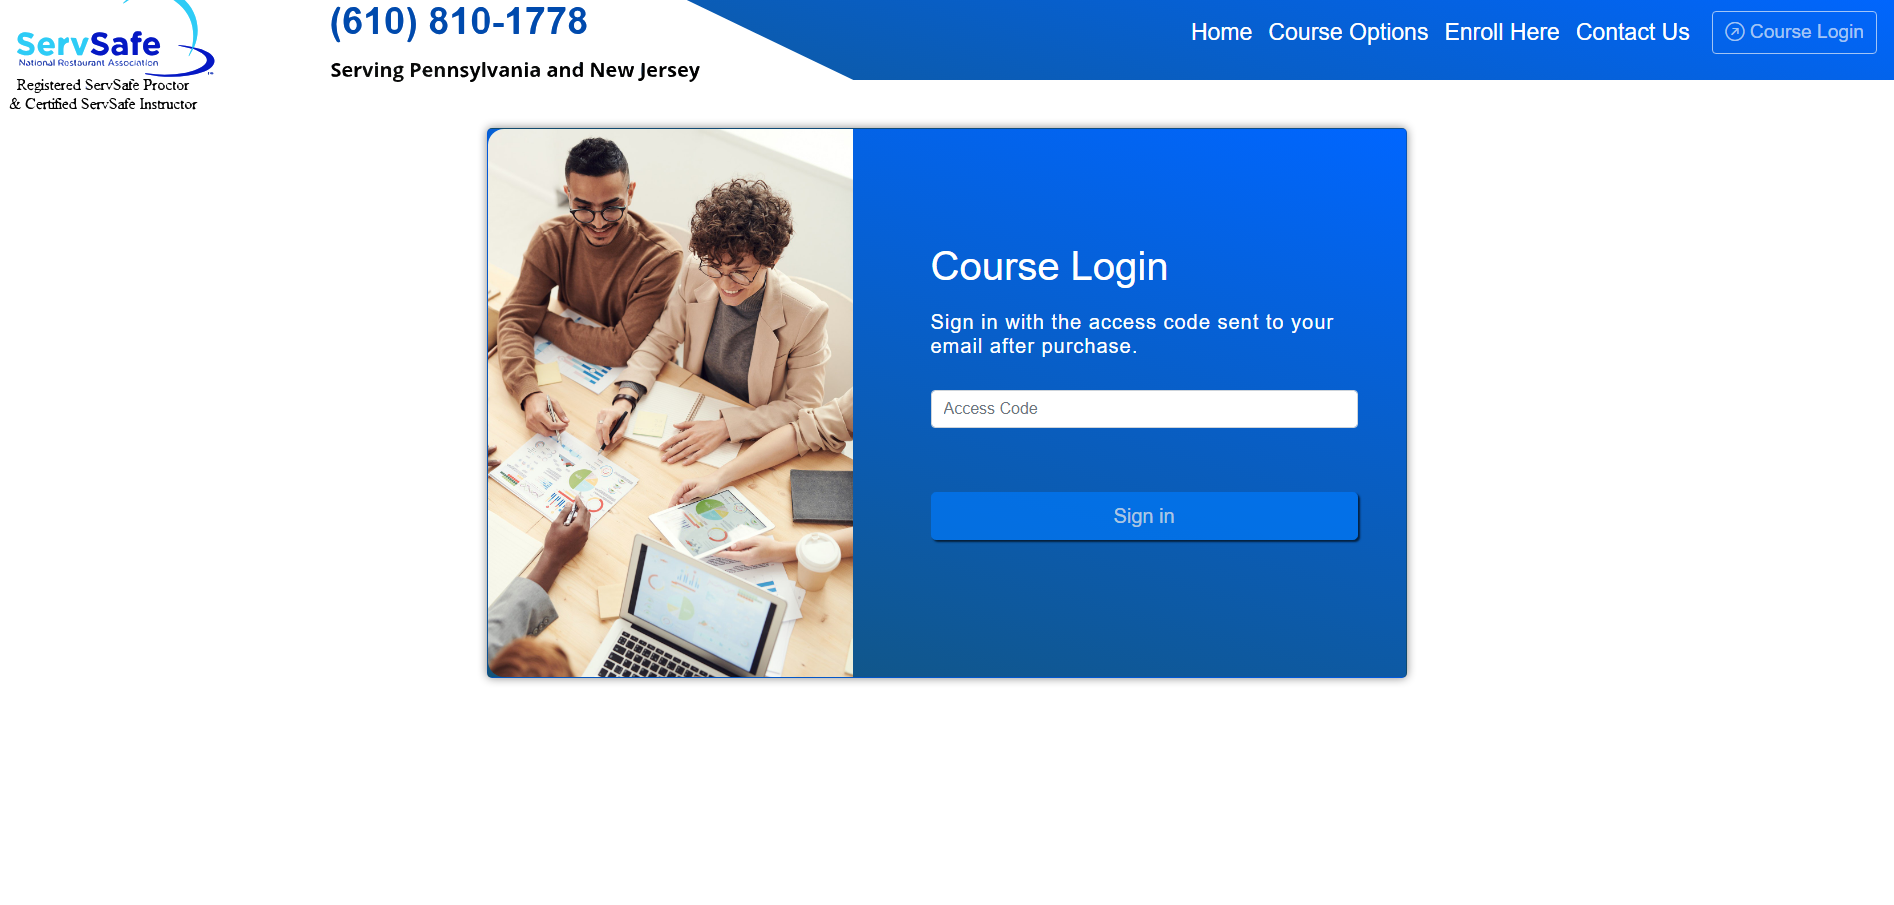 ServSafe
National Restaurant Association
Registered ServSafe Proctor
& Certified ServSafe Instructor
(610) 810-1778
Serving Pennsylvania and New Jersey
Home Course Options Enroll Here Contact Us Course Login
Course Login
Sign in with the access code sent to your
email after purchase.
Access Code
Sign in